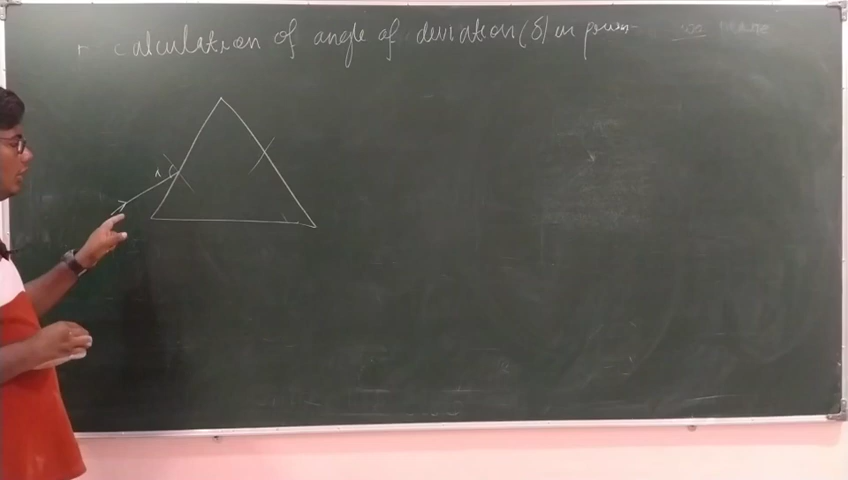 calculation of angle of deviation (δ) in prism
i